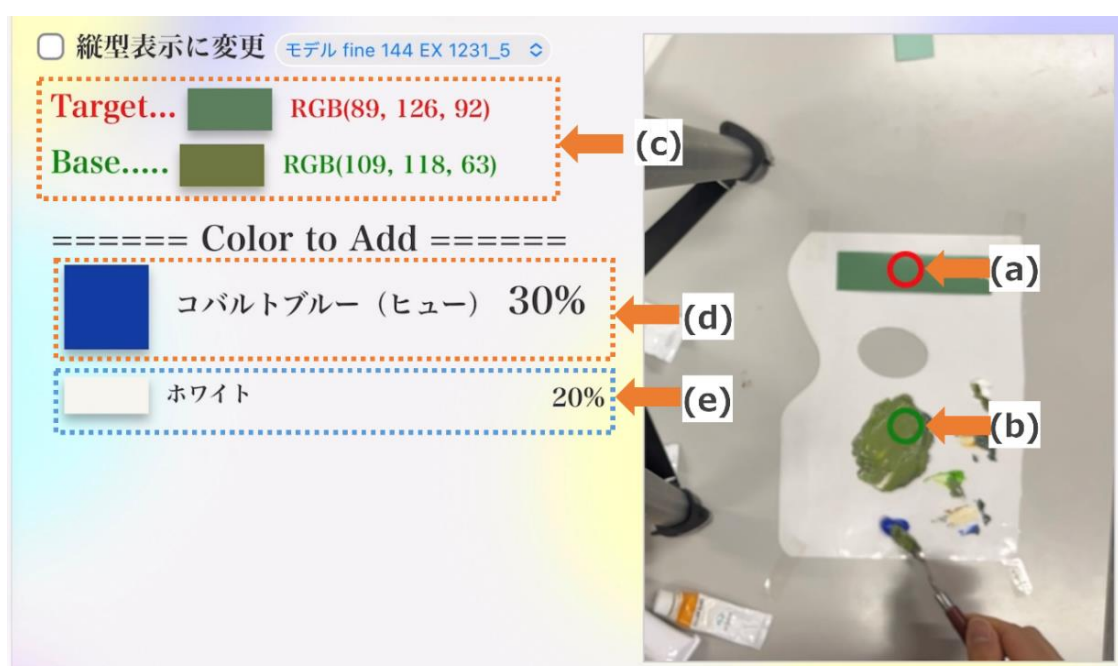 縦型表示に変更 モデル fine 144 EX 1231_5
Target... RGB(89, 126, 92)
Base..... RGB(109, 118, 63)
(c)
====== Color to Add ======
コバルトブルー（ヒュー） 30%
(d)
ホワイト 20%
(e)
(a)
(b)